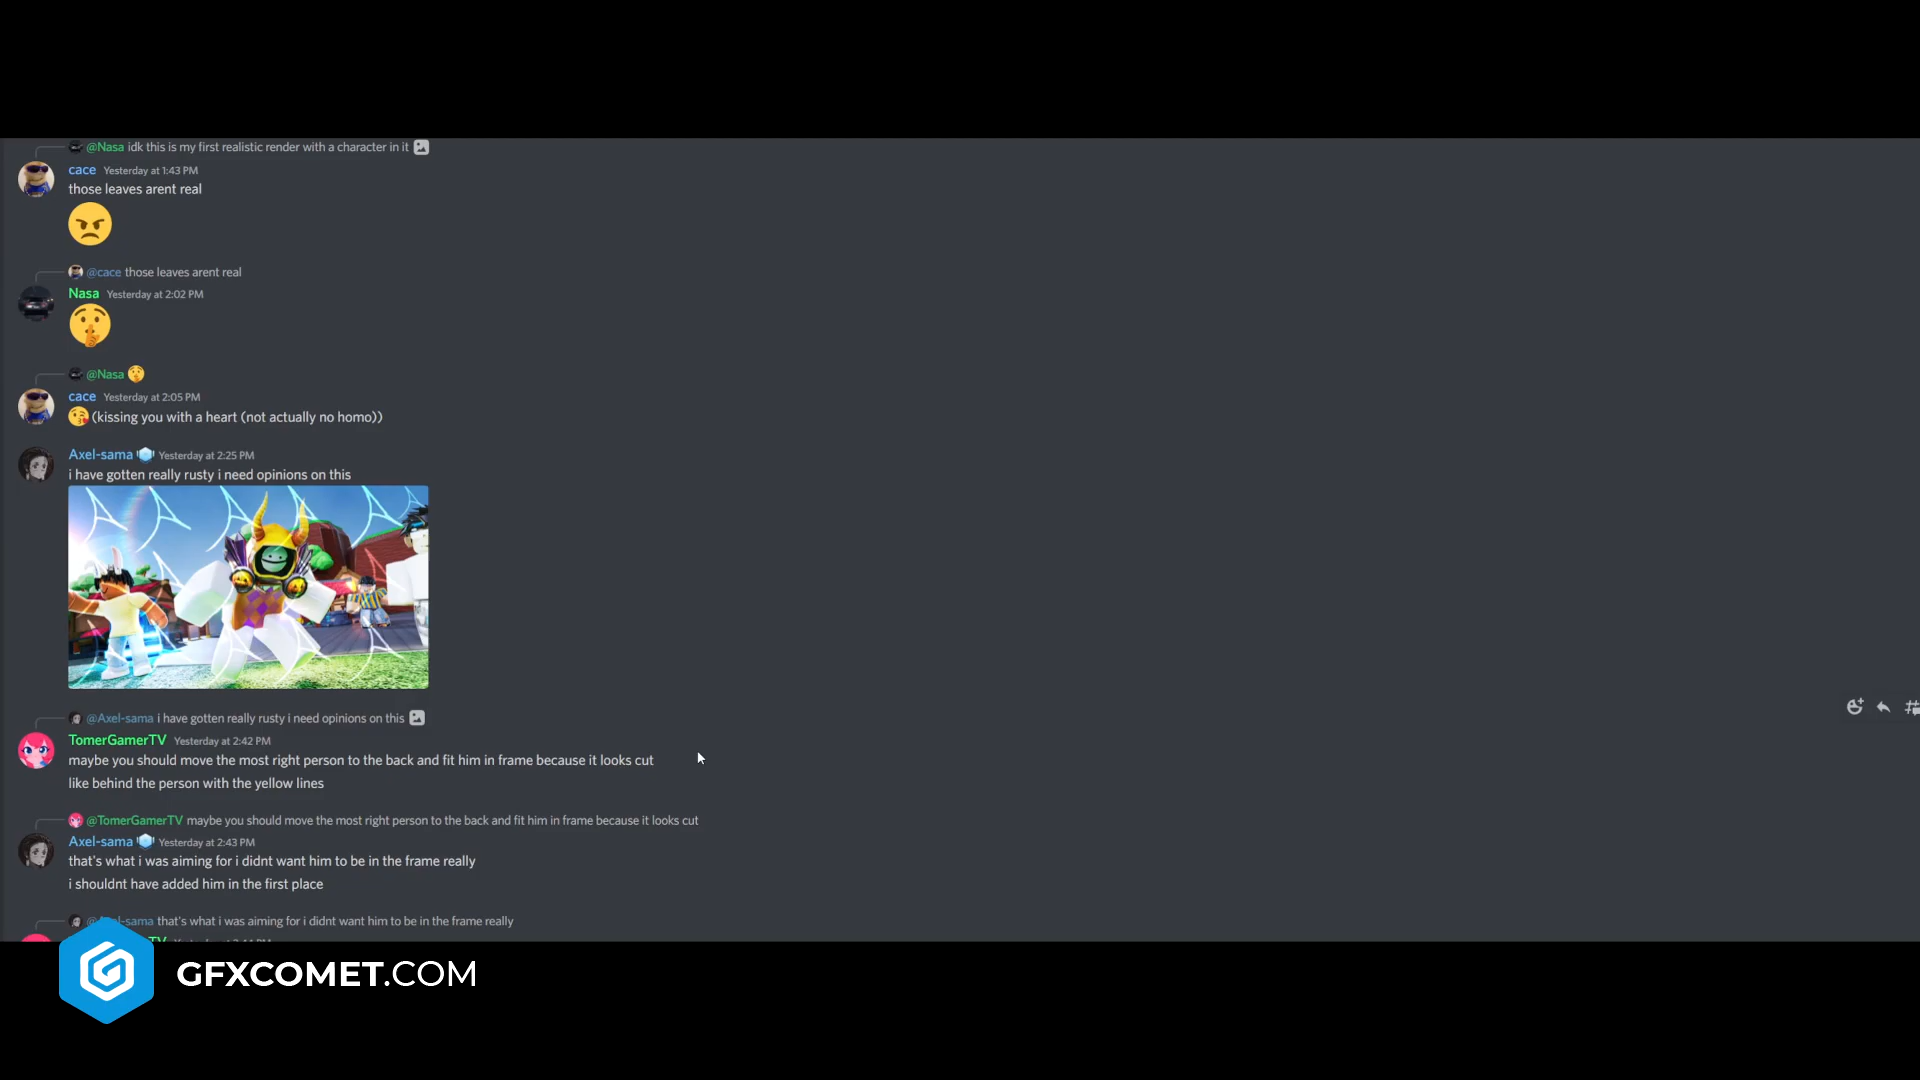 @Nasa idk this is my first realistic render with a character in it
cace Yesterday at 1:43 PM
those leaves arent real
@cace those leaves arent real
Nasa Yesterday at 2:02 PM
@Nasa
cace Yesterday at 2:05 PM
(kissing you with a heart (not actually no homo))
Axel-sama Yesterday at 2:25 PM
i have gotten really rusty i need opinions on this
@Axel-sama i have gotten really rusty i need opinions on this
TomerGamerTV Yesterday at 2:42 PM
maybe you should move the most right person to the back and fit him in frame because it looks cut
like behind the person with the yellow lines
@TomerGamerTV maybe you should move the most right person to the back and fit him in frame because it looks cut
Axel-sama Yesterday at 2:43 PM
that's what i was aiming for i didnt want him to be in the frame really
i shouldnt have added him in the first place
@Axel-sama that's what i was aiming for i didnt want him to be in the frame really
GFXCOMET.COM